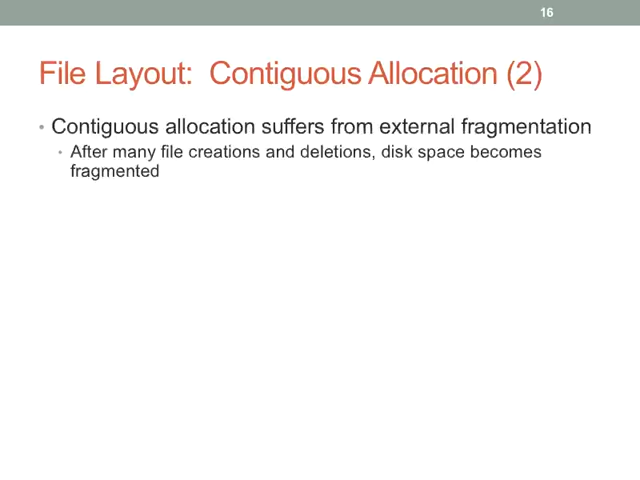 16
File Layout: Contiguous Allocation (2)
• Contiguous allocation suffers from external fragmentation
• After many file creations and deletions, disk space becomes
fragmented